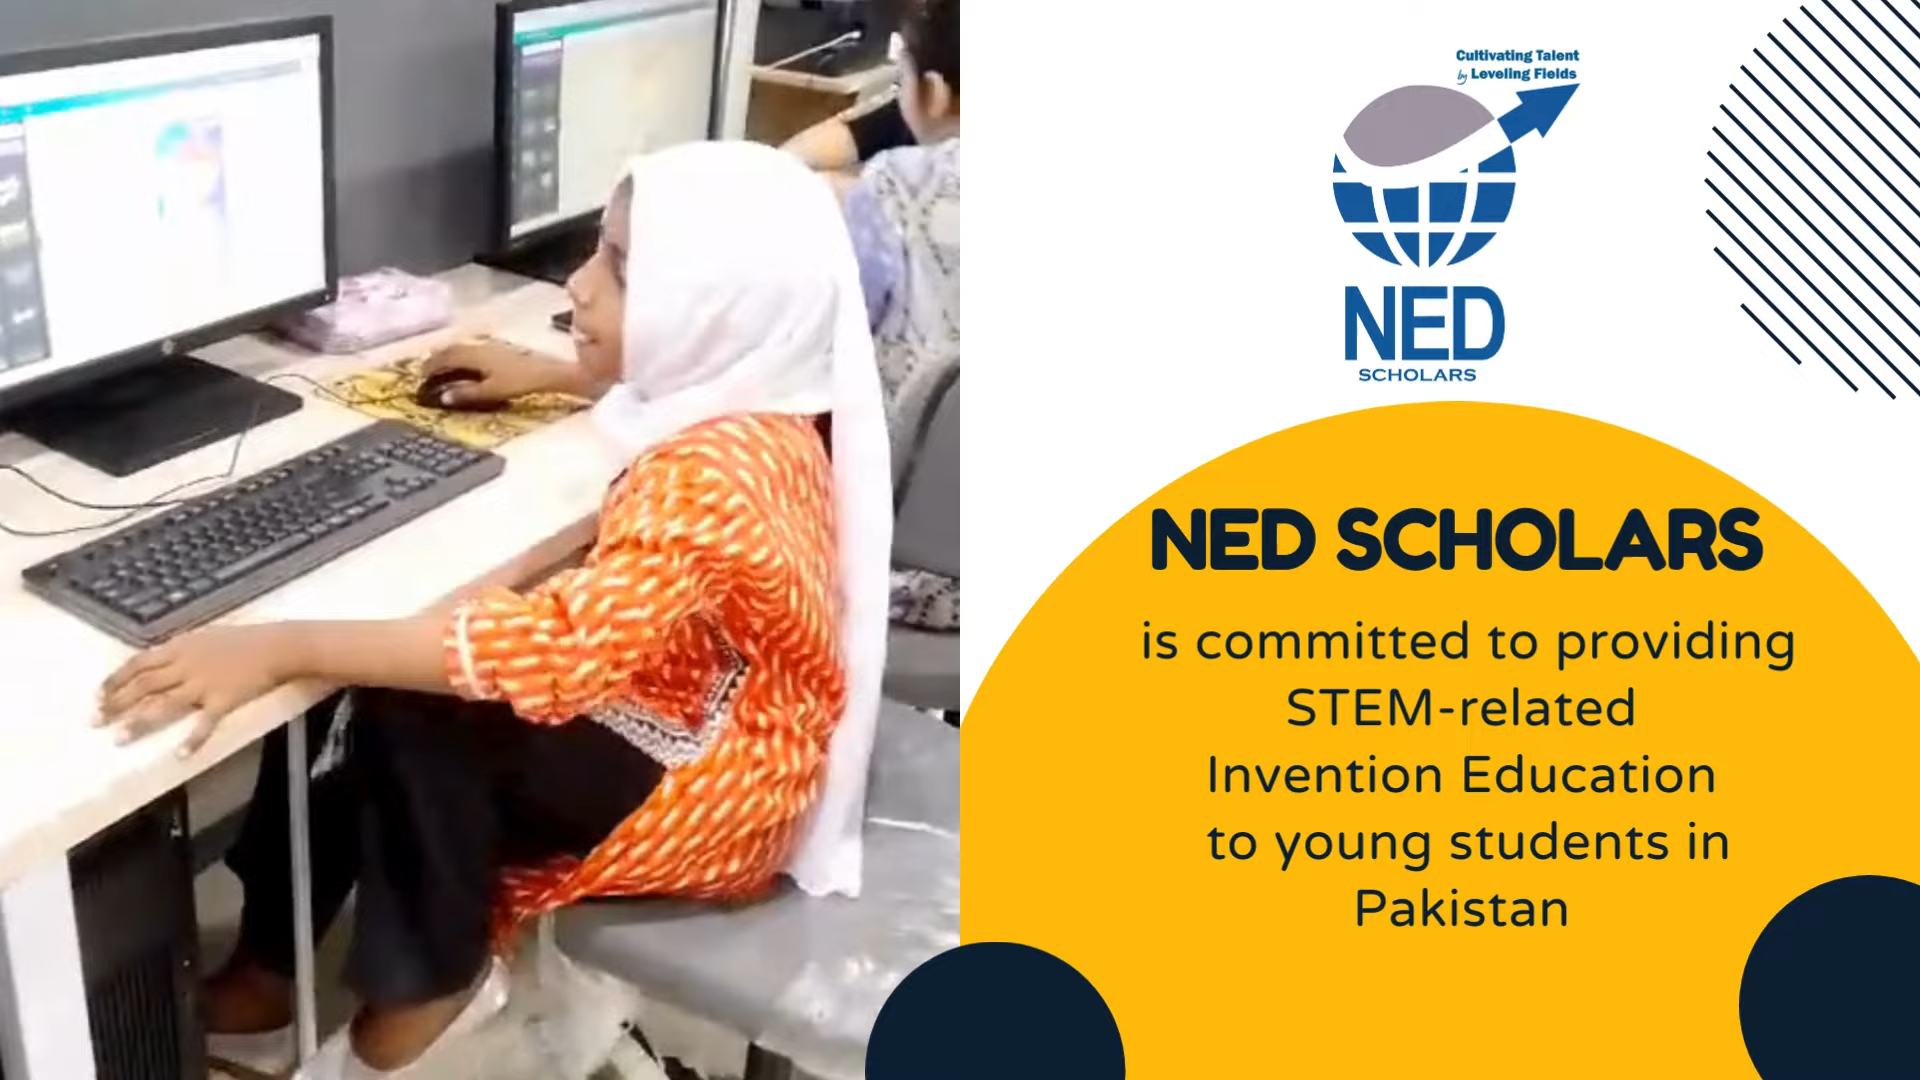 Cultivating Talent
by Leveling Fields
NED
SCHOLARS
NED SCHOLARS
is committed to providing
STEM-related
Invention Education
to young students in
Pakistan